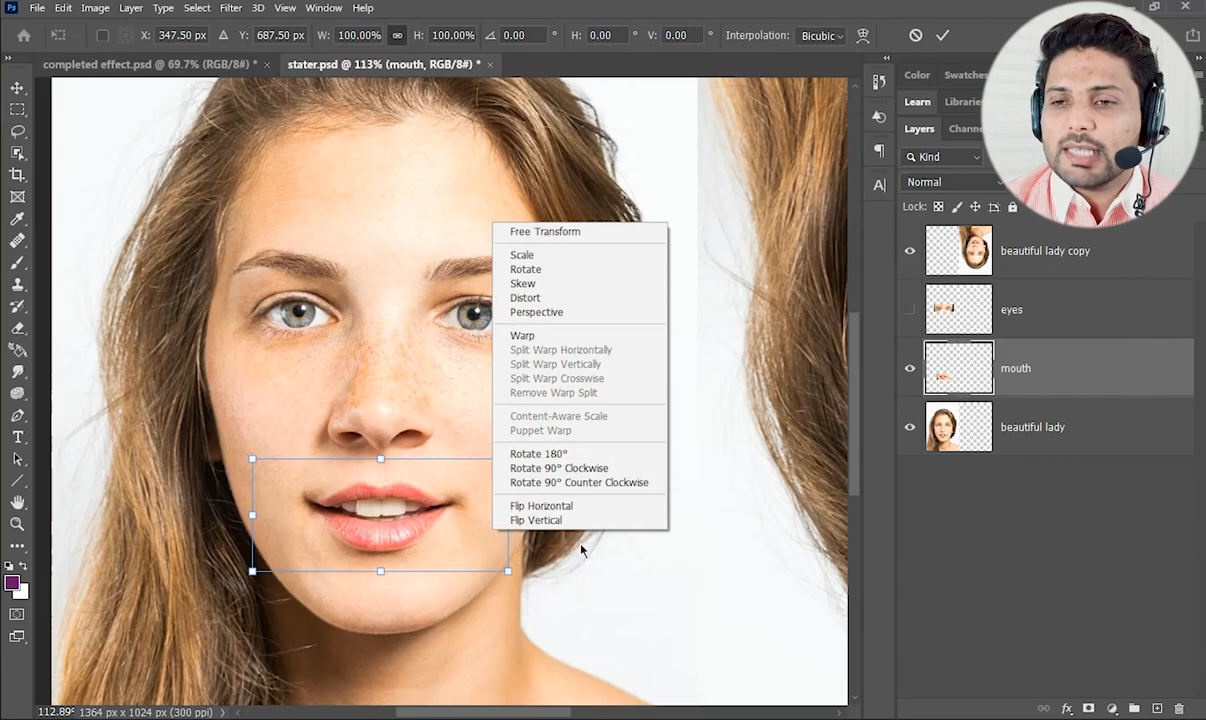 Ps File Edit Image Layer Type Select Filter 3D View Window Help
X: 347.50 px Y: 687.50 px W: 100.00% H: 100.00% 0.00 ° H: 0.00 ° V: 0.00 ° Interpolation: Bicubic
completed effect.psd @ 69.7% (RGB/8#) * × stater.psd @ 113% (mouth, RGB/8#) * ×
Color Swatches
Learn Libraries
Layers Channe
Kind
Normal
Lock:
beautiful lady copy
eyes
mouth
beautiful lady
Free Transform
Scale
Rotate
Skew
Distort
Perspective
Warp
Split Warp Horizontally
Split Warp Vertically
Split Warp Crosswise
Remove Warp Split
Content-Aware Scale
Puppet Warp
Rotate 180°
Rotate 90° Clockwise
Rotate 90° Counter Clockwise
Flip Horizontal
Flip Vertical
112.89% 1364 px x 1024 px (300 ppi)